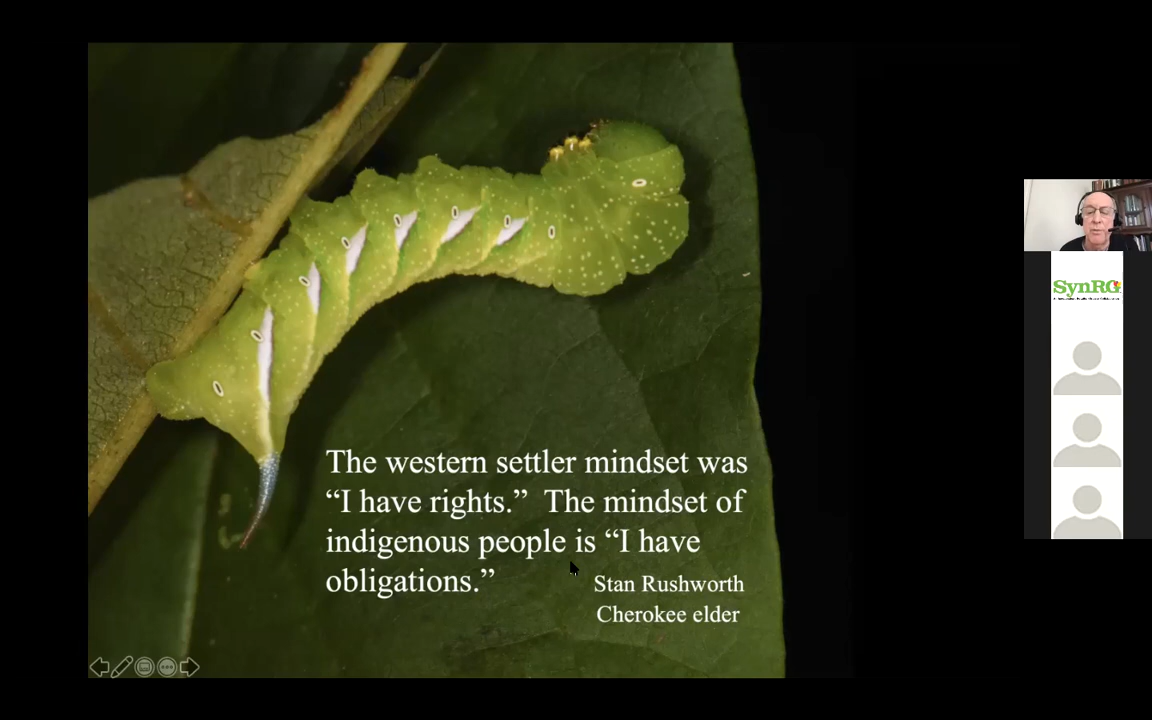 The western settler mindset was
“I have rights.”  The mindset of
indigenous people is “I have
obligations.”
Stan Rushworth
Cherokee elder
SynRG